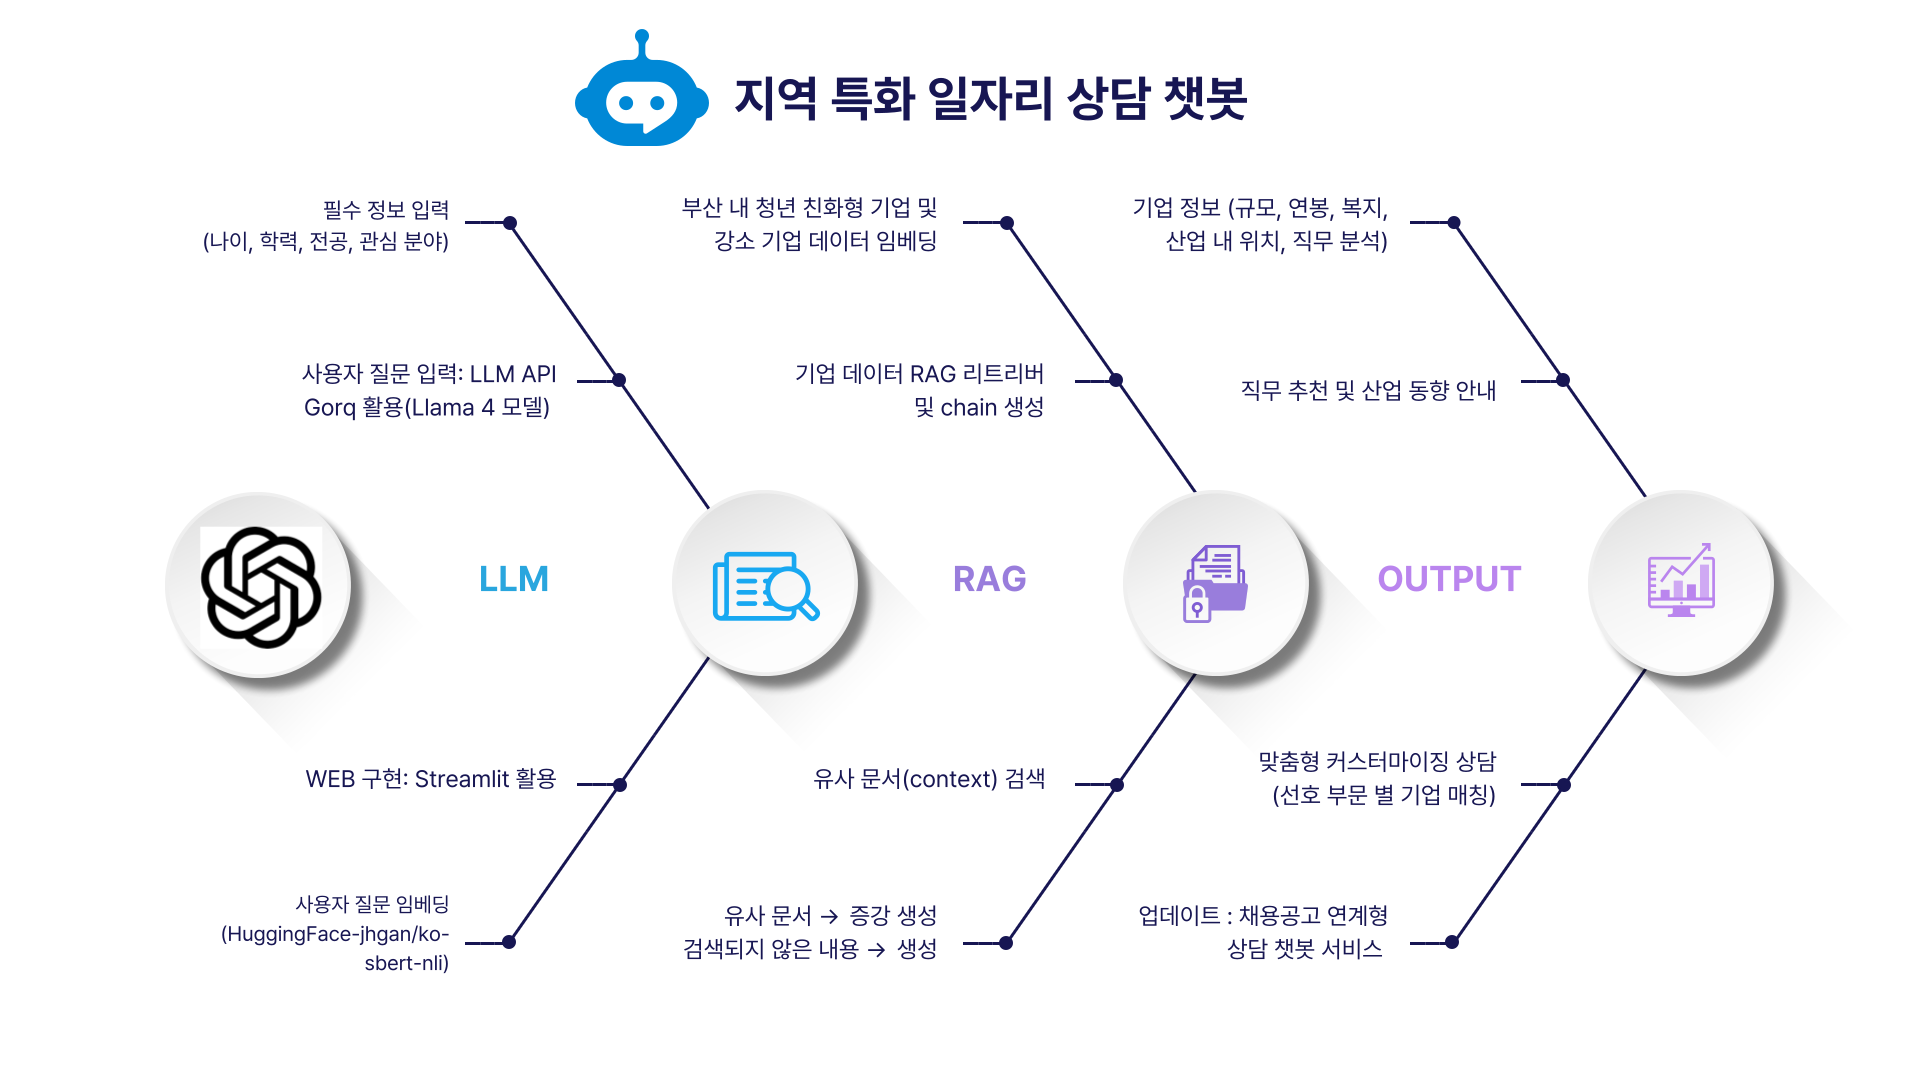 지역 특화 일자리 상담 챗봇
필수 정보 입력
(나이, 학력, 전공, 관심 분야)
사용자 질문 입력: LLM API
Gorq 활용(Llama 4 모델)
LLM
WEB 구현: Streamlit 활용
사용자 질문 임베딩
(HuggingFace-jhgan/ko-
sbert-nli)
부산 내 청년 친화형 기업 및
강소 기업 데이터 임베딩
기업 데이터 RAG 리트리버
및 chain 생성
RAG
유사 문서(context) 검색
유사 문서 → 증강 생성
검색되지 않은 내용 → 생성
기업 정보 (규모, 연봉, 복지,
산업 내 위치, 직무 분석)
직무 추천 및 산업 동향 안내
OUTPUT
맞춤형 커스터마이징 상담
(선호 부문 별 기업 매칭)
업데이트 : 채용공고 연계형
상담 챗봇 서비스